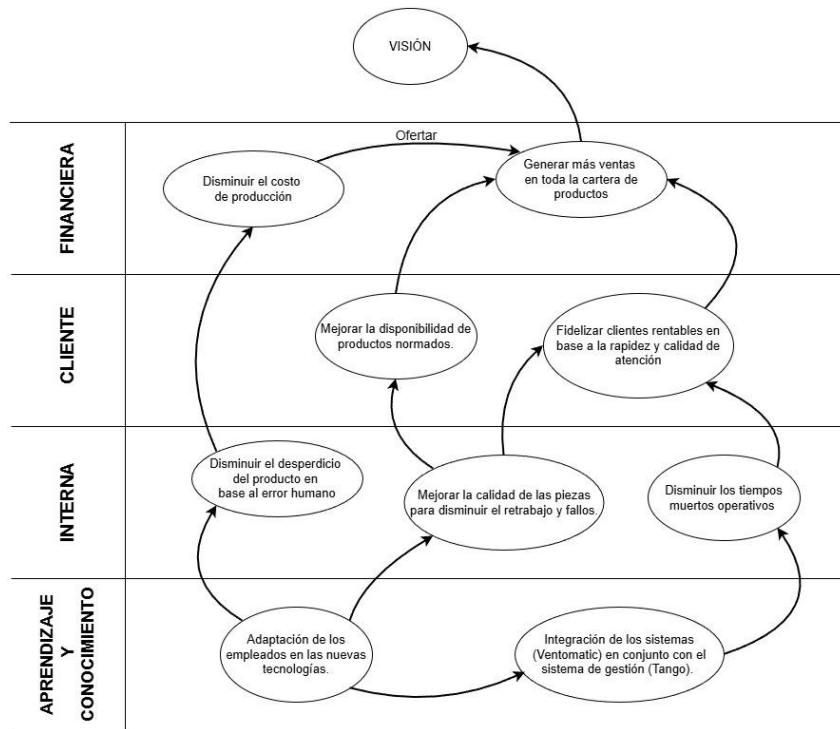 VISIÓN
FINANCIERA
Ofertar
Disminuir el costo
de producción
Generar más ventas
en toda la cartera de
productos
CLIENTE
Mejorar la disponibilidad de
productos normados.
Fidelizar clientes rentables en
base a la rapidez y calidad de
atención
INTERNA
Disminuir el desperdicio
del producto en
base al error humano
Mejorar la calidad de las piezas
para disminuir el retrabajo y fallos.
Disminuir los tiempos
muertos operativos
APRENDIZAJE
Y
CONOCIMIENTO
Adaptación de los
empleados en las nuevas
tecnologías.
Integración de los sistemas
(Ventomatic) en conjunto con el
sistema de gestión (Tango).